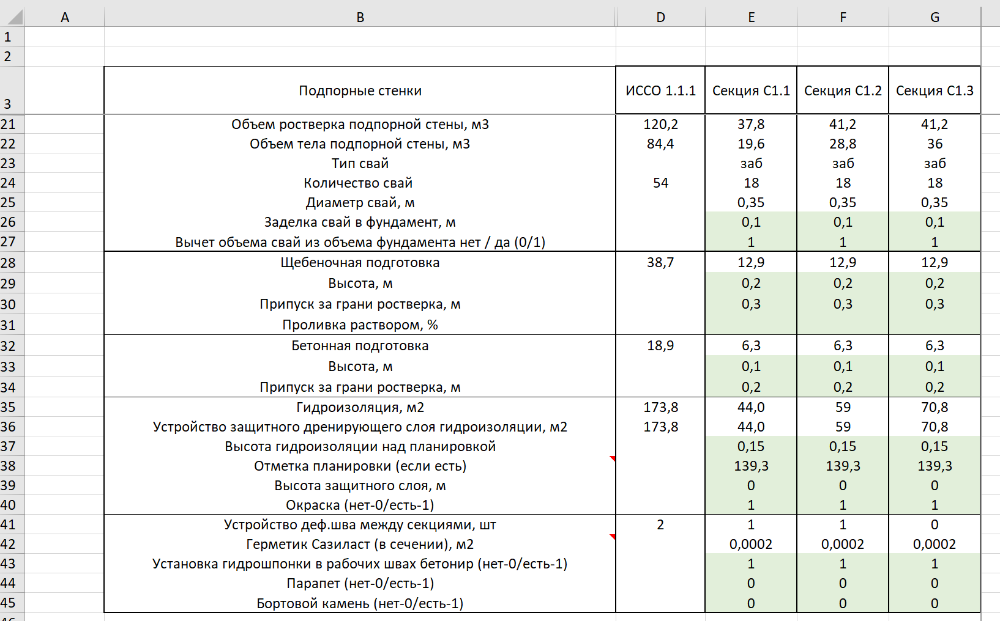 A B D E F G
1
2
3 Подпорные стенки ИССО 1.1.1 Секция С1.1 Секция С1.2 Секция С1.3
21 Объем ростверка подпорной стены, м3 120,2 37,8 41,2 41,2
22 Объем тела подпорной стены, м3 84,4 19,6 28,8 36
23 Тип свай заб заб заб
24 Количество свай 54 18 18 18
25 Диаметр свай, м 0,35 0,35 0,35
26 Заделка свай в фундамент, м 0,1 0,1 0,1
27 Вычет объема свай из объема фундамента нет / да (0/1) 1 1 1
28 Щебеночная подготовка 38,7 12,9 12,9 12,9
29 Высота, м 0,2 0,2 0,2
30 Припуск за грани ростверка, м 0,3 0,3 0,3
31 Проливка раствором, %
32 Бетонная подготовка 18,9 6,3 6,3 6,3
33 Высота, м 0,1 0,1 0,1
34 Припуск за грани ростверка, м 0,2 0,2 0,2
35 Гидроизоляция, м2 173,8 44,0 59 70,8
36 Устройство защитного дренирующего слоя гидроизоляции, м2 173,8 44,0 59 70,8
37 Высота гидроизоляции над планировкой 0,15 0,15 0,15
38 Отметка планировки (если есть) 139,3 139,3 139,3
39 Высота защитного слоя, м 0 0 0
40 Окраска (нет-0/есть-1) 1 1 1
41 Устройство деф.шва между секциями, шт 2 1 1 0
42 Герметик Сазиласт (в сечении), м2 0,0002 0,0002 0,0002
43 Установка гидрошпонки в рабочих швах бетонир (нет-0/есть-1) 1 1 1
44 Парапет (нет-0/есть-1) 0 0 0
45 Бортовой камень (нет-0/есть-1) 0 0 0